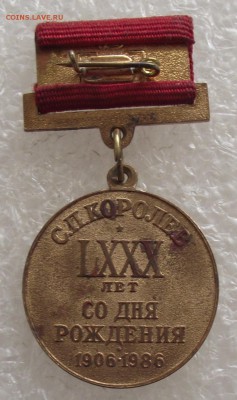 COINS.LAVE.RU
С.П.КОРОЛЕВ
LXXX
ЛЕТ
СО ДНЯ
РОЖДЕНИЯ
1906-1986